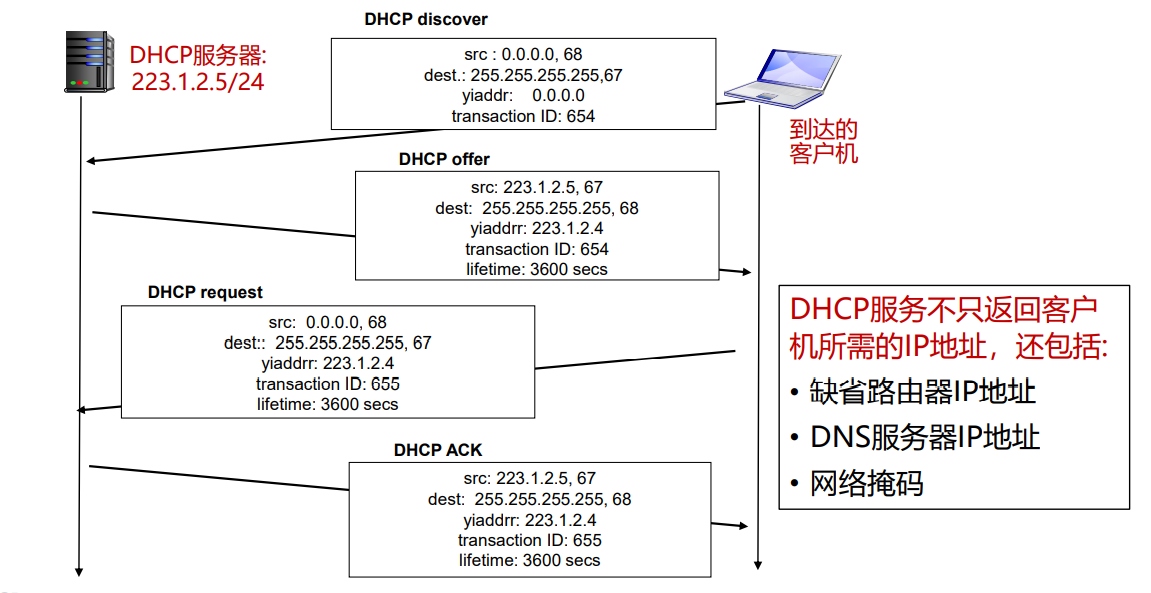 DHCP discover
DHCP服务器:
223.1.2.5/24
src : 0.0.0.0, 68
dest.: 255.255.255.255,67
yiaddr: 0.0.0.0
transaction ID: 654
到达的
客户机
DHCP offer
src: 223.1.2.5, 67
dest: 255.255.255.255, 68
yiaddrr: 223.1.2.4
transaction ID: 654
lifetime: 3600 secs
DHCP request
src: 0.0.0.0, 68
dest:: 255.255.255.255, 67
yiaddrr: 223.1.2.4
transaction ID: 655
lifetime: 3600 secs
DHCP ACK
src: 223.1.2.5, 67
dest: 255.255.255.255, 68
yiaddrr: 223.1.2.4
transaction ID: 655
lifetime: 3600 secs
DHCP服务不只返回客户
机所需的IP地址，还包括:
• 缺省路由器IP地址
• DNS服务器IP地址
• 网络掩码